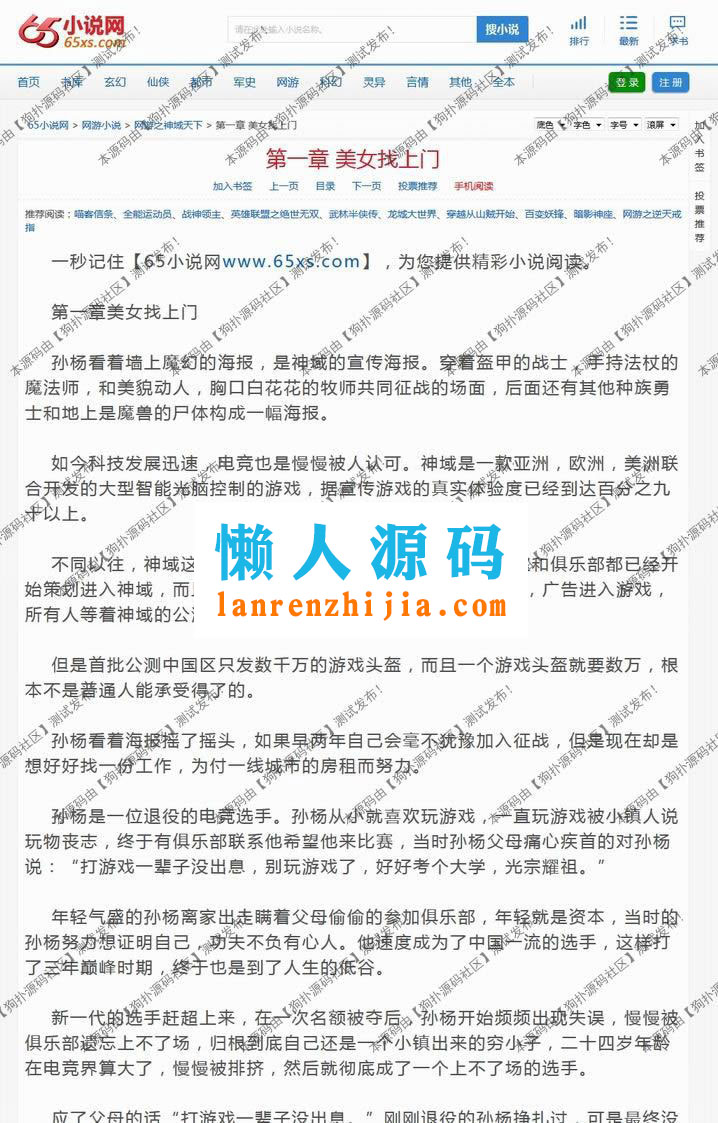 65小说网
65xs.com
请在此处输入小说名称。
搜小说
排行
最新
求书
首页 书库 玄幻 仙侠 都市 军史 网游 科幻 灵异 言情 其他 全本
登录 注册
65小说网 > 网游小说 > 网游之神域天下 > 第一章 美女找上门
底色 字色 字号 滚屏
加入书签
投票推荐
第一章 美女找上门
加入书签 上一页 目录 下一页 投票推荐 手机阅读
推荐阅读：喵客信条、全能运动员、战神领主、英雄联盟之绝世无双、武林半侠传、龙城大世界、穿越从山贼开始、百变妖锋、暗影神座、网游之逆天戒
指
一秒记住【65小说网www.65xs.com】，为您提供精彩小说阅读。
第一章美女找上门
孙杨看着墙上魔幻的海报，是神域的宣传海报。穿着盔甲的战士，手持法杖的
魔法师，和美貌动人，胸口白花花的牧师共同征战的场面，后面还有其他种族勇
士和地上是魔兽的尸体构成一幅海报。
如今科技发展迅速，电竞也是慢慢被人认可。神域是一款亚洲，欧洲，美洲联
合开发的大型智能光脑控制的游戏，据宣传游戏的真实体验度已经到达百分之九
十以上。
不同以往，神域这
和俱乐部都已经开
始策划进入神域，而且
，广告进入游戏，
所有人等着神域的公测
懒人源码
lanrenzhijia.com
但是首批公测中国区只发数千万的游戏头盔，而且一个游戏头盔就要数万，根
本不是普通人能承受得了的。
孙杨看着海报摇了摇头，如果早两年自己会毫不犹豫加入征战，但是现在却是
想好好找一份工作，为付一线城市的房租而努力。
孙杨是一位退役的电竞选手。孙杨从小就喜欢玩游戏，一直玩游戏被小镇人说
玩物丧志，终于有俱乐部联系他希望他来比赛，当时孙杨父母痛心疾首的对孙杨
说：“打游戏一辈子没出息，别玩游戏了，好好考个大学，光宗耀祖。”
年轻气盛的孙杨离家出走瞒着父母偷偷的参加俱乐部，年轻就是资本，当时的
孙杨努力想证明自己，功夫不负有心人。他速度成为了中国一流的选手，这样打
了三年巅峰时期，终于也是到了人生的低谷。
新一代的选手赶超上来，在一次名额被夺后，孙杨开始频频出现失误，慢慢被
俱乐部遗忘上不了场，归根到底自己还是一个小镇出来的穷小子，二十四岁年龄
在电竞界算大了，慢慢被排挤，然后就彻底成了一个上不了场的选手。
应了父母的话“打游戏一辈子没出息。”刚刚退役的孙杨挣扎过，可是最终没
本源码由【狗扑源码社区】测试发布！